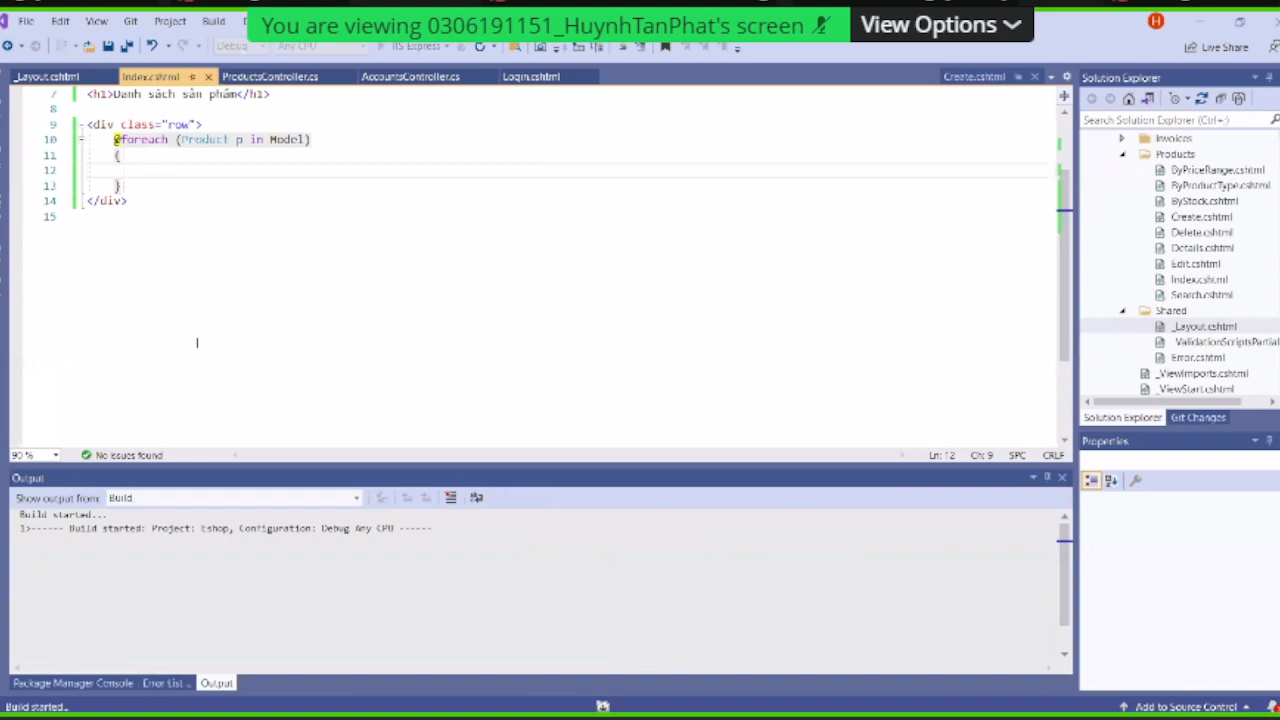 You are viewing 0306191151_HuynhTanPhat's screen
View Options
File Edit View Git Project Build
H
Debug Any CPU IIS Express
Live Share
_Layout.cshtml Index.cshtml ProductsController.cs AccountsController.cs Login.cshtml Create.cshtml
7 <h1>Danh sách sản phẩm</h1>
8
9 <div class="row">
10 @foreach (Product p in Model)
11 {
12
13 }
14 </div>
15
90 % No issues found Ln: 12 Ch: 9 SPC CRLF
Output
Show output from: Build
Build started...
1>------ Build started: Project: Eshop, Configuration: Debug Any CPU ------
Package Manager Console Error List ... Output
Build started...
Add to Source Control
Solution Explorer
Search Solution Explorer (Ctrl+;)
Invoices
Products
ByPriceRange.cshtml
ByProductType.cshtml
ByStock.cshtml
Create.cshtml
Delete.cshtml
Details.cshtml
Edit.cshtml
Index.cshtml
Search.cshtml
Shared
_Layout.cshtml
_ValidationScriptsPartial
Error.cshtml
_ViewImports.cshtml
_ViewStart.cshtml
Solution Explorer Git Changes
Properties